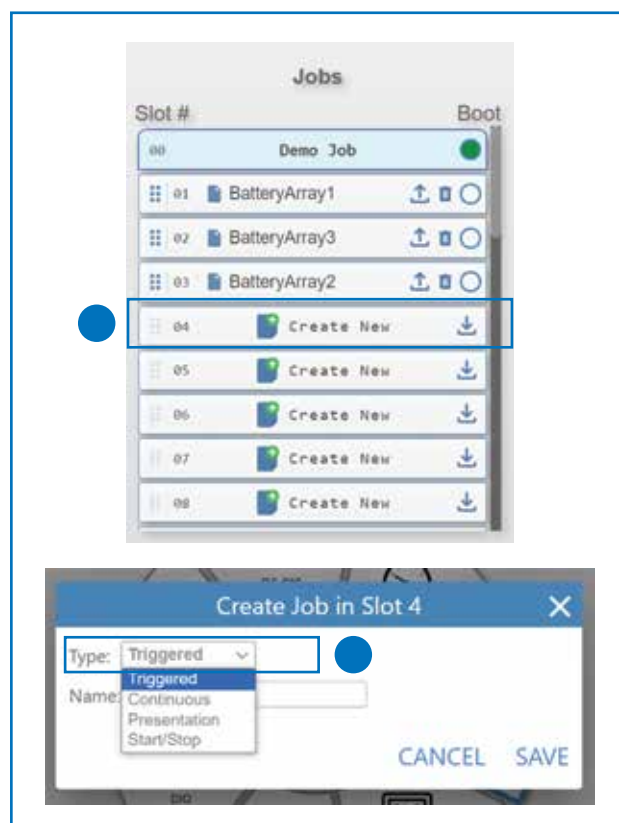 Jobs
Slot # Boot
00 Demo Job
01 BatteryArray1
02 BatteryArray3
03 BatteryArray2
04 Create New
05 Create New
06 Create New
07 Create New
08 Create New
Create Job in Slot 4
Type: Triggered
Triggered
Name:
Continuous
Presentation
Start/Stop
CANCEL SAVE
DIO